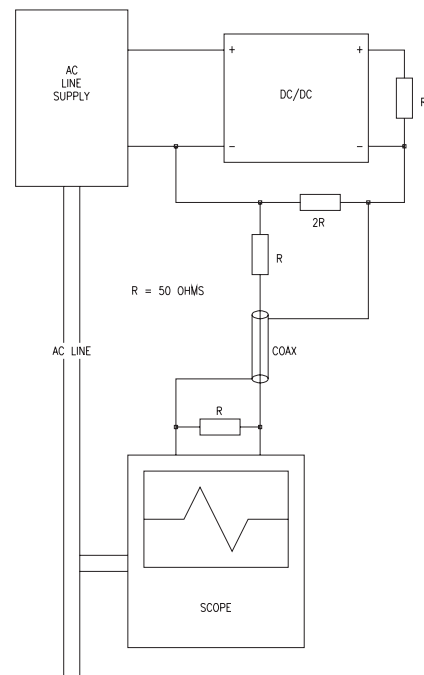 AC
LINE
SUPPLY
+
+
DC/DC
R
−
−
2R
R
R = 50 OHMS
AC LINE
COAX
R
SCOPE